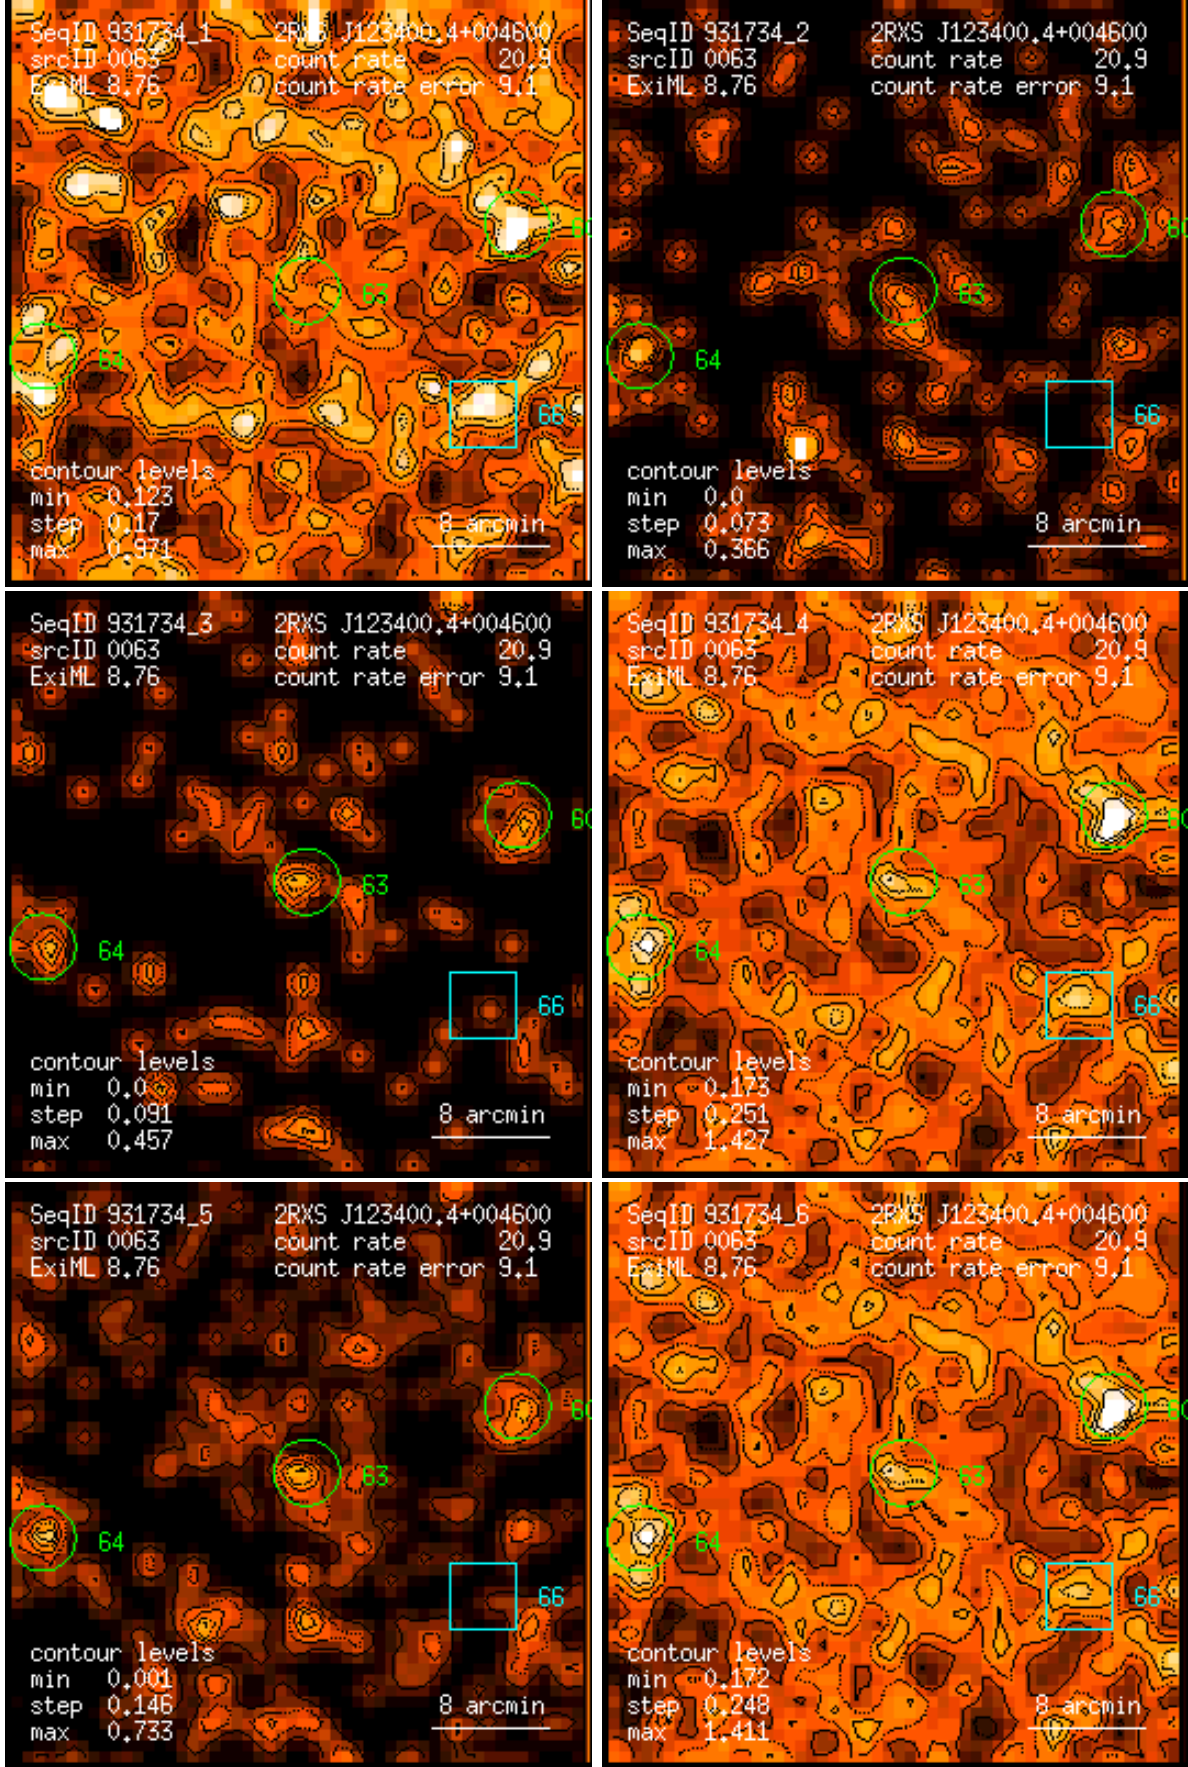 SeqID 931734_1 2RXS J123400.4+004600
srcID 0063 count rate 20.9
ExiML 8.76 count rate error 9.1
60
63
64
66
contour levels
min 0.123
step 0.17 8 arcmin
max 0.971
SeqID 931734_2 2RXS J123400.4+004600
srcID 0063 count rate 20.9
ExiML 8.76 count rate error 9.1
60
63
64
66
contour levels
min 0.0
step 0.073 8 arcmin
max 0.366
SeqID 931734_3 2RXS J123400.4+004600
srcID 0063 count rate 20.9
ExiML 8.76 count rate error 9.1
60
63
64
66
contour levels
min 0.0
step 0.091 8 arcmin
max 0.457
SeqID 931734_4 2RXS J123400.4+004600
srcID 0063 count rate 20.9
ExiML 8.76 count rate error 9.1
60
63
64
66
contour levels
min 0.173
step 0.251 8 arcmin
max 1.427
SeqID 931734_5 2RXS J123400.4+004600
srcID 0063 count rate 20.9
ExiML 8.76 count rate error 9.1
60
63
64
66
contour levels
min 0.001
step 0.146 8 arcmin
max 0.733
SeqID 931734_6 2RXS J123400.4+004600
srcID 0063 count rate 20.9
ExiML 8.76 count rate error 9.1
60
63
64
66
contour levels
min 0.172
step 0.248 8 arcmin
max 1.411